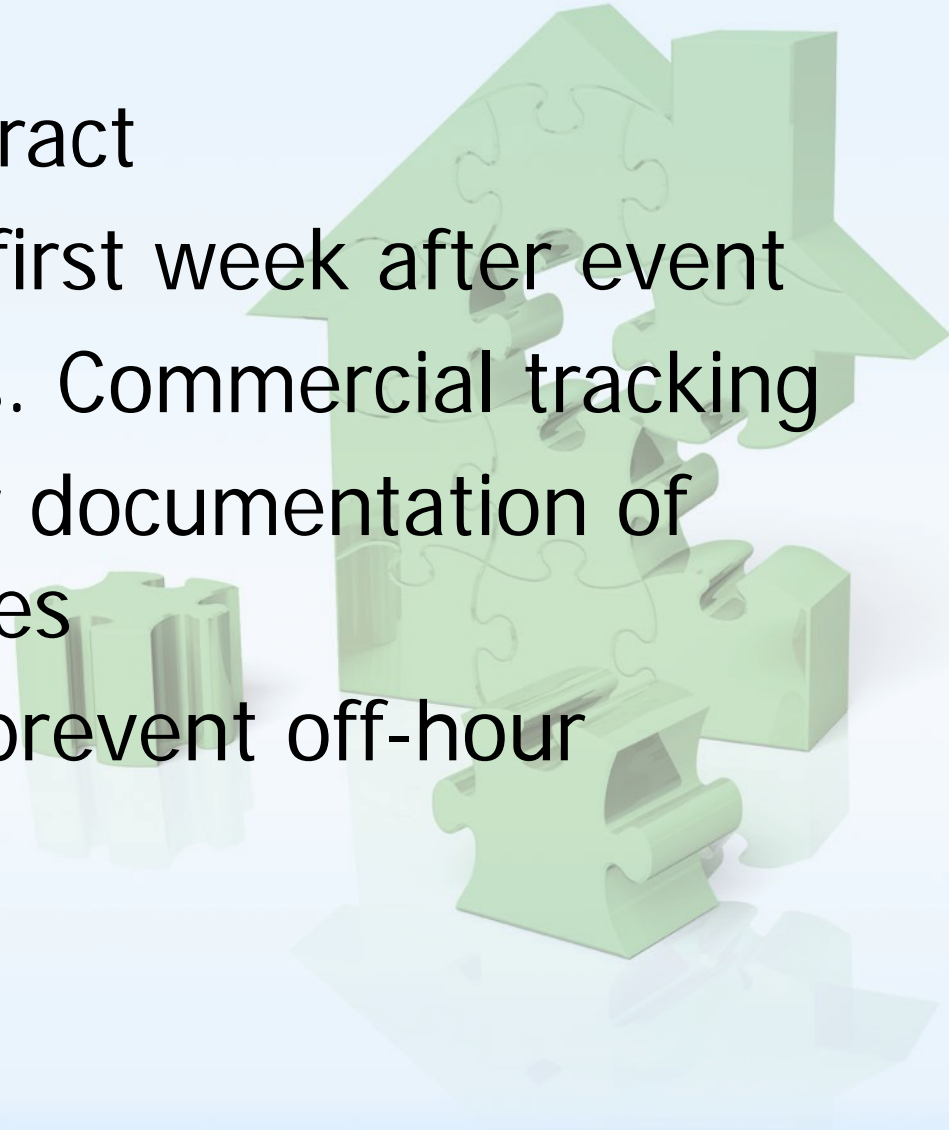 ract
first week after event
s. Commercial tracking
documentation of
es
prevent off-hour